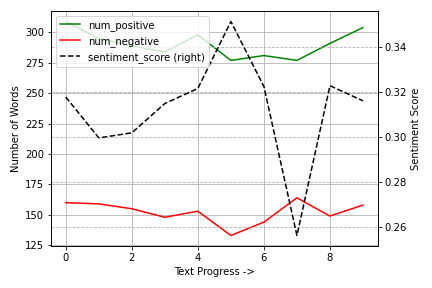 num_positive
num_negative
sentiment_score (right)
300
275
250
225
200
175
150
125
Number of Words
0.34
0.32
0.30
0.28
0.26
Sentiment Score
0 2 4 6 8
Text Progress ->